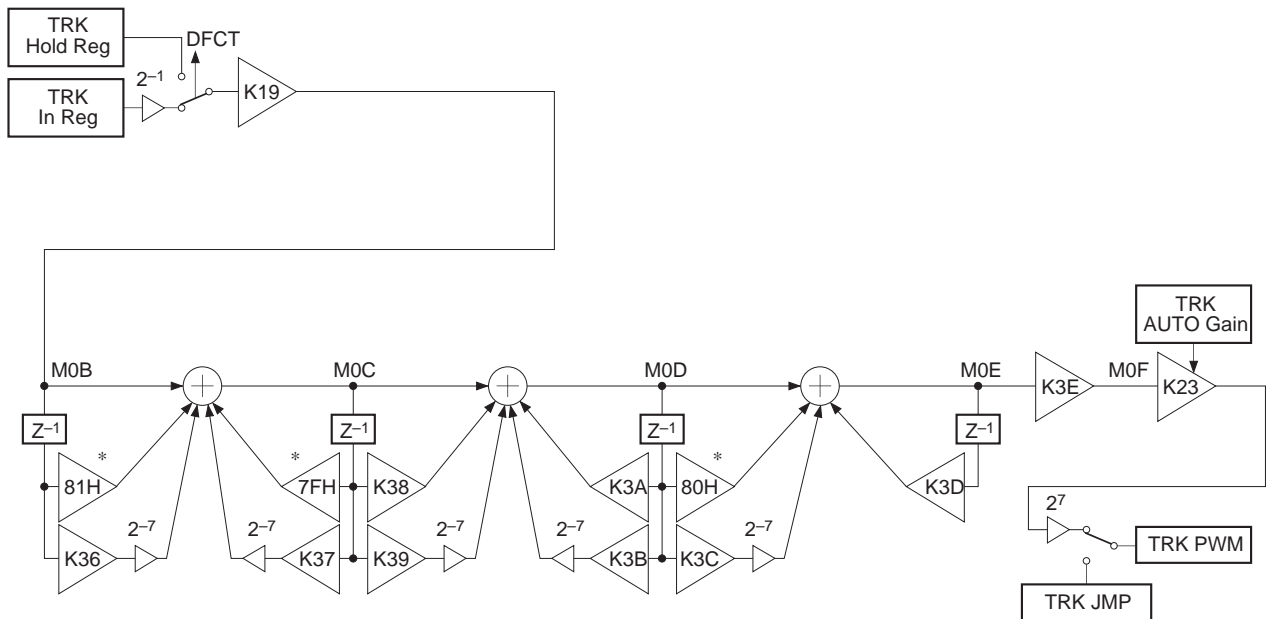 TRK
Hold Reg
DFCT
2–1
TRK
In Reg
K19
TRK
AUTO Gain
M0B
M0C
M0D
M0E
K3E
M0F
K23
Z–1
Z–1
Z–1
Z–1
81H
*
*
7FH
K38
K3A
80H
*
K3D
K36
2–7
2–7
K37
K39
2–7
2–7
K3B
K3C
2–7
27
TRK PWM
TRK JMP